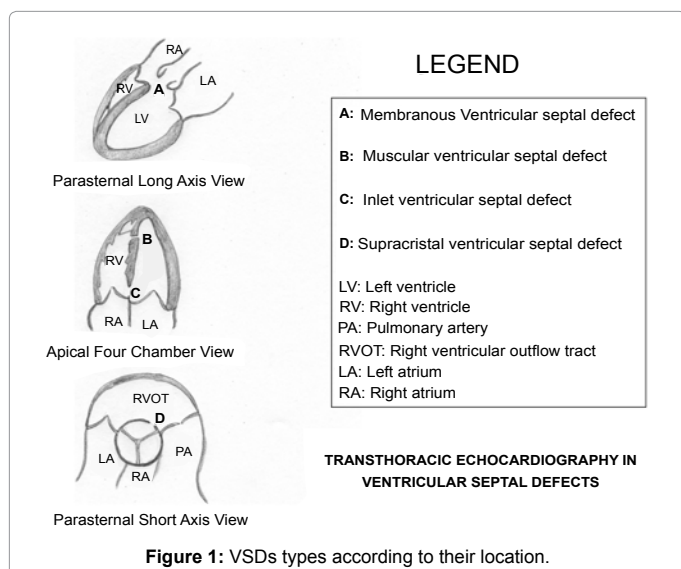 RA
LA
RV
A
LV
Parasternal Long Axis View
B
RV
C
RA
LA
Apical Four Chamber View
RVOT
D
LA
PA
RA
Parasternal Short Axis View
LEGEND
A: Membranous Ventricular septal defect
B: Muscular ventricular septal defect
C: Inlet ventricular septal defect
D: Supracristal ventricular septal defect
LV: Left ventricle
RV: Right ventricle
PA: Pulmonary artery
RVOT: Right ventricular outflow tract
LA: Left atrium
RA: Right atrium
TRANSTHORACIC ECHOCARDIOGRAPHY IN
VENTRICULAR SEPTAL DEFECTS
Figure 1: VSDs types according to their location.